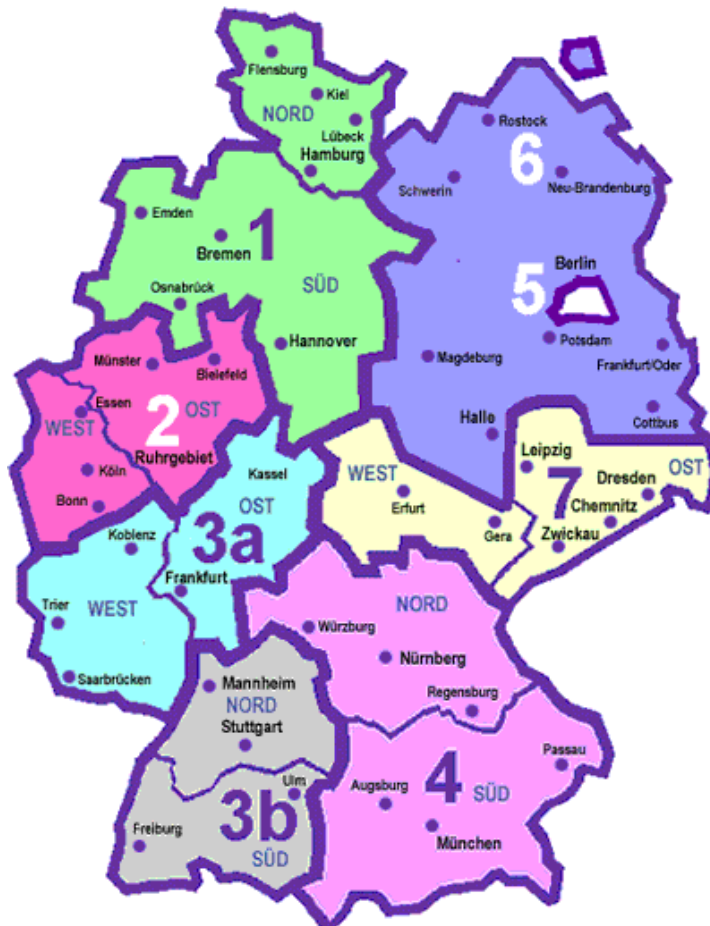 Flensburg
Kiel
NORD
Lübeck
Hamburg
Rostock
6
Schwerin
Neu-Brandenburg
Emden
1
Bremen
Berlin
SÜD
5
Osnabrück
Potsdam
Hannover
Münster
Bielefeld
Magdeburg
Frankfurt/Oder
Essen
2
OST
WEST
Halle
Cottbus
Ruhrgebiet
Köln
Kassel
WEST
Leipzig
OST
Bonn
OST
Erfurt
7
Dresden
Chemnitz
Koblenz
3a
Gera
Zwickau
Frankfurt
Trier
WEST
NORD
Würzburg
Nürnberg
Saarbrücken
Mannheim
Regensburg
NORD
Stuttgart
Passau
Ulm
Augsburg
4
SÜD
Freiburg
3b
München
SÜD